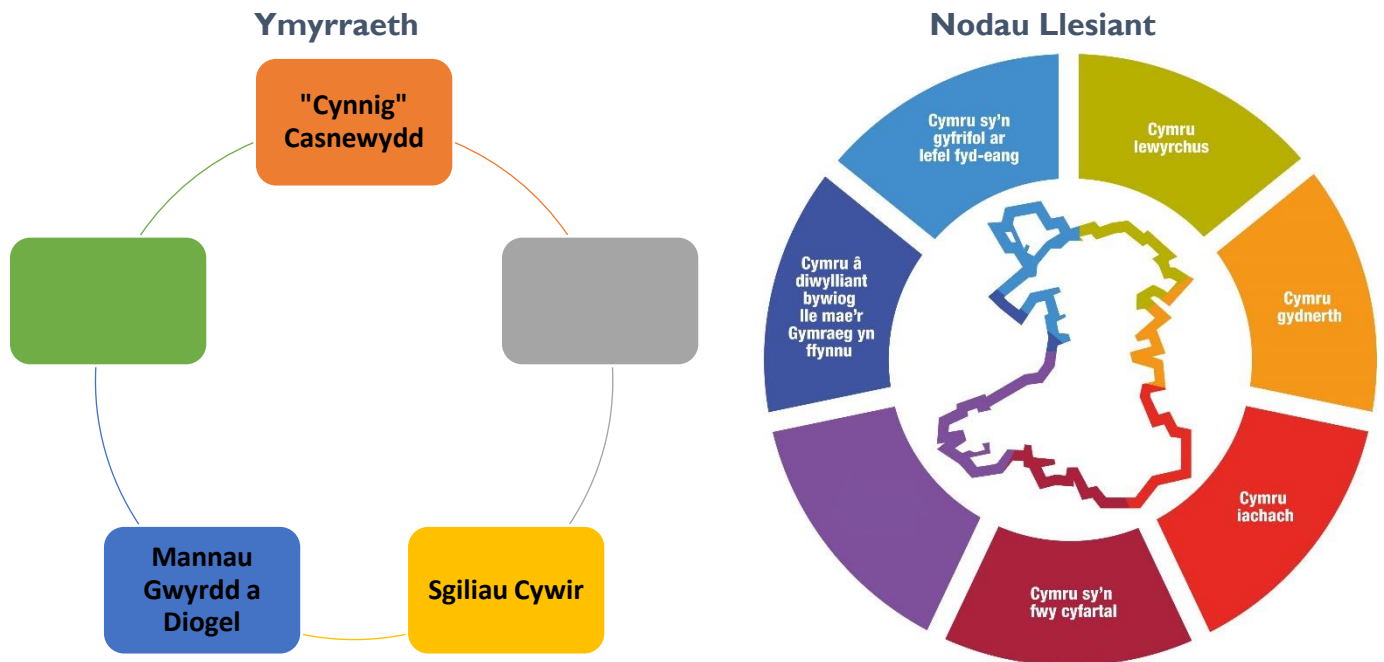 Ymyrraeth
"Cynnig"
Casnewydd
Mannau
Gwyrdd a
Diogel
Sgiliau Cywir
Nodau Llesiant
Cymru sy'n
gyfrifol ar
lefel fyd-eang
Cymru
lewyrchus
Cymru
gydnerth
Cymru
iachach
Cymru sy'n
fwy cyfartal
Cymru â
diwylliant
bywiog
lle mae'r
Gymraeg yn
ffynnu